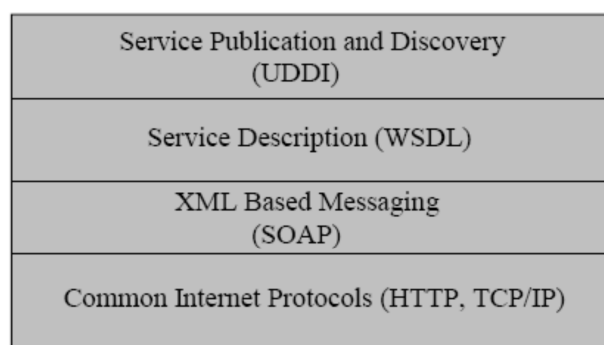 Service Publication and Discovery
(UDDI)
Service Description (WSDL)
XML Based Messaging
(SOAP)
Common Internet Protocols (HTTP, TCP/IP)